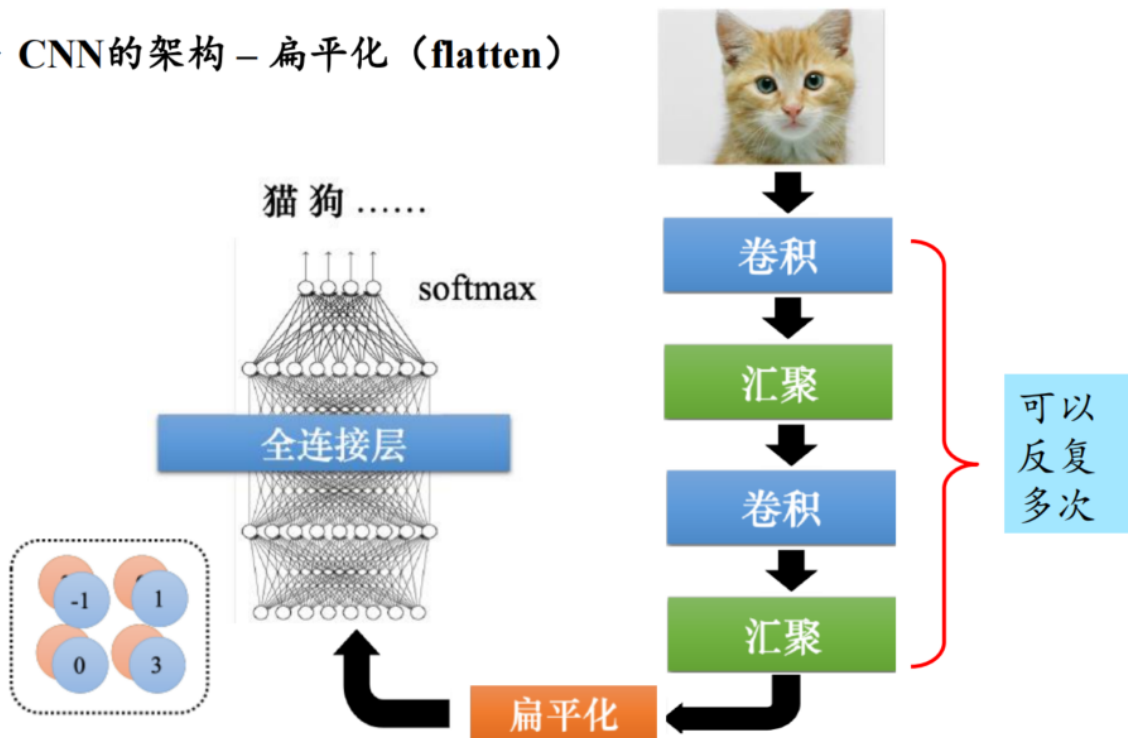 CNN的架构 – 扁平化（flatten）
猫 狗 ……
softmax
全连接层
-1
1
0
3
卷积
汇聚
卷积
汇聚
可以
反复
多次
扁平化